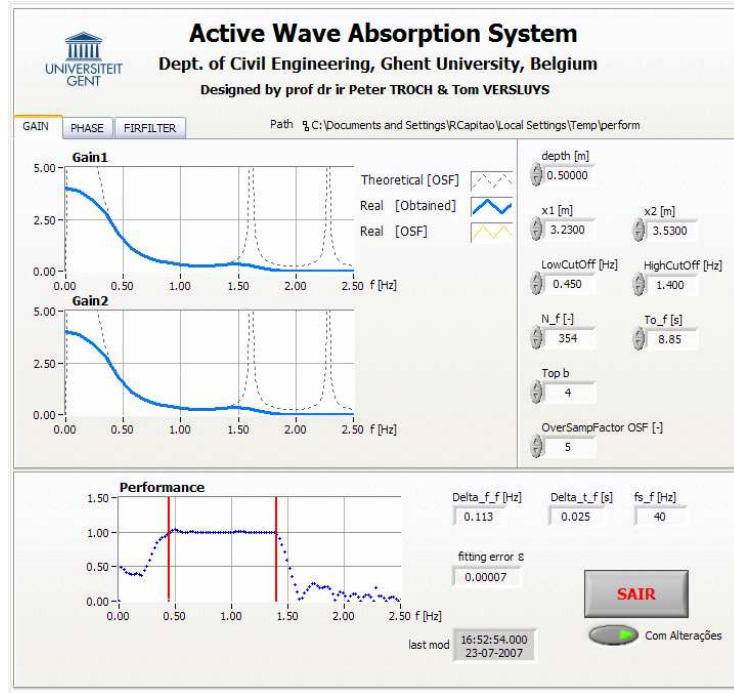 Active Wave Absorption System
UNIVERSITEIT
GENT
Dept. of Civil Engineering, Ghent University, Belgium
Designed by prof dr ir Peter TROCH & Tom VERSLUYS
GAIN PHASE FIRFILTER
Path C:\Documents and Settings\RCapitao\Local Settings\Temp\perform
Gain1
5.00
2.50
0.00
0.00 0.50 1.00 1.50 2.00 2.50 f [Hz]
Theoretical [OSF]
Real [Obtained]
Real [OSF]
Gain2
5.00
2.50
0.00
0.00 0.50 1.00 1.50 2.00 2.50 f [Hz]
depth [m]
0.50000
x1 [m] x2 [m]
3.2300 3.5300
LowCutOff [Hz] HighCutOff [Hz]
0.450 1.400
N_f [-] To_f [s]
354 8.85
Top b
4
OverSampFactor OSF [-]
5
Performance
1.50
1.00
0.50
0.00
0.00 0.50 1.00 1.50 2.00 2.50 f [Hz]
Delta_f_f [Hz] Delta_t_f [s] fs_f [Hz]
0.113 0.025 40
fitting error ε
0.00007
SAIR
Com Alterações
last mod 16:52:54.000
23-07-2007